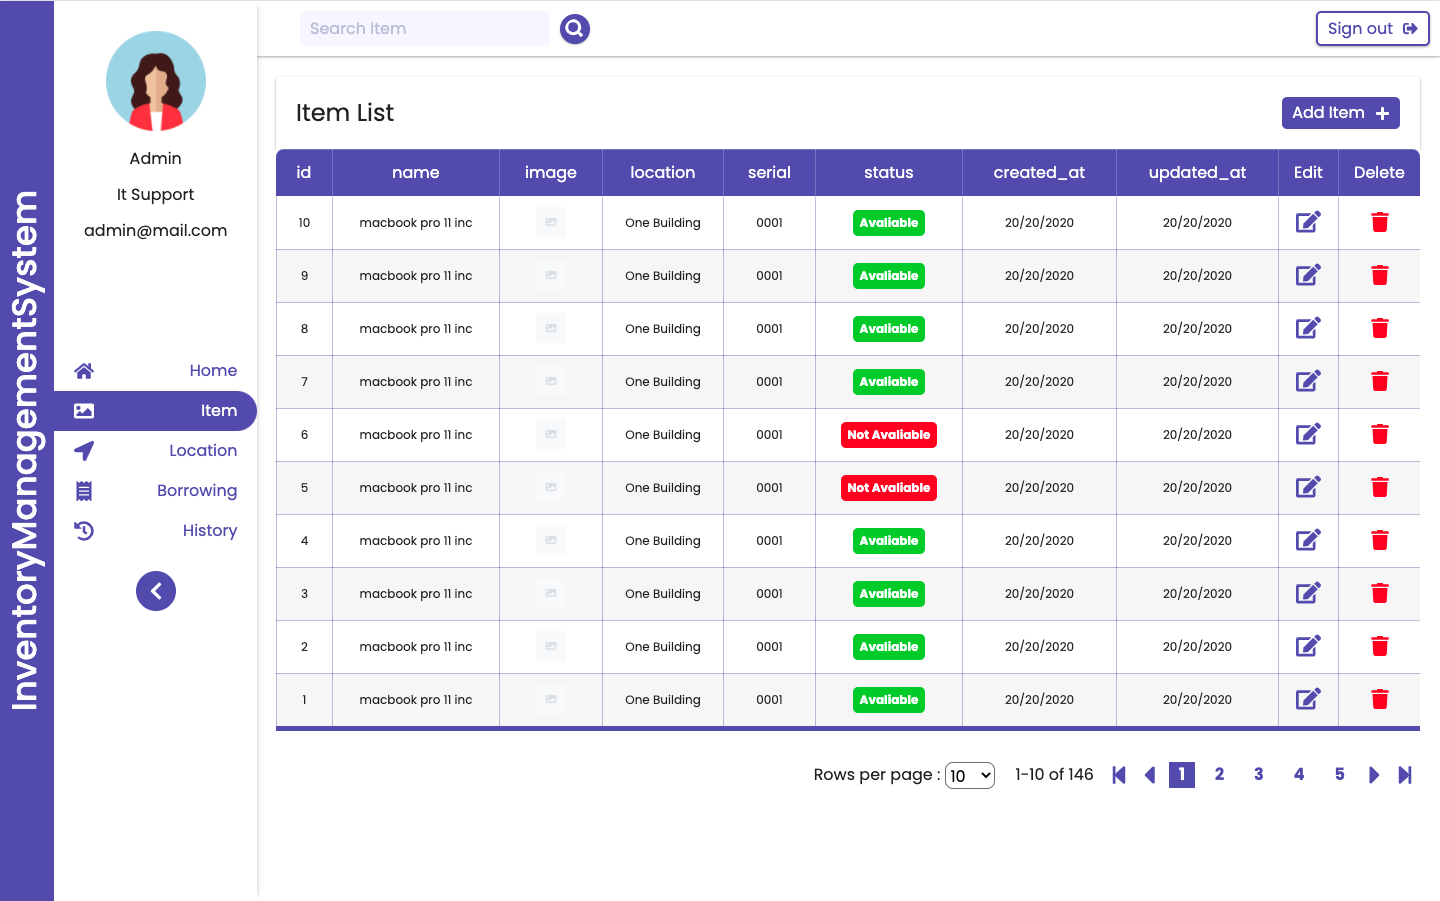 InventoryManagementSystem
Admin
It Support
admin@mail.com
Home
Item
Location
Borrowing
History
Search Item
Sign out
Item List
Add Item
id name image location serial status created_at updated_at Edit Delete
10 macbook pro 11 inc One Building 0001 Avaliable 20/20/2020 20/20/2020
9 macbook pro 11 inc One Building 0001 Avaliable 20/20/2020 20/20/2020
8 macbook pro 11 inc One Building 0001 Avaliable 20/20/2020 20/20/2020
7 macbook pro 11 inc One Building 0001 Avaliable 20/20/2020 20/20/2020
6 macbook pro 11 inc One Building 0001 Not Avaliable 20/20/2020 20/20/2020
5 macbook pro 11 inc One Building 0001 Not Avaliable 20/20/2020 20/20/2020
4 macbook pro 11 inc One Building 0001 Avaliable 20/20/2020 20/20/2020
3 macbook pro 11 inc One Building 0001 Avaliable 20/20/2020 20/20/2020
2 macbook pro 11 inc One Building 0001 Avaliable 20/20/2020 20/20/2020
1 macbook pro 11 inc One Building 0001 Avaliable 20/20/2020 20/20/2020
Rows per page : 10 1-10 of 146 1 2 3 4 5